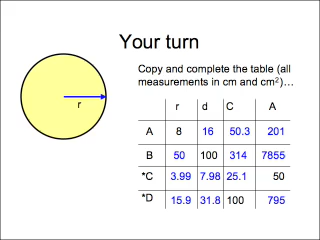 Your turn
Copy and complete the table (all
measurements in cm and cm²)…
r
r d C A
A 8 16 50.3 201
B 50 100 314 7855
*C 3.99 7.98 25.1 50
*D 15.9 31.8 100 795